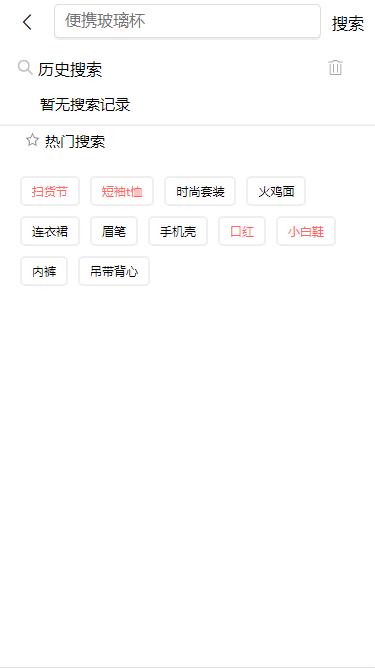 便携玻璃杯 搜索
历史搜索
暂无搜索记录
热门搜索
扫货节 短袖t恤 时尚套装 火鸡面
连衣裙 眉笔 手机壳 口红 小白鞋
内裤 吊带背心